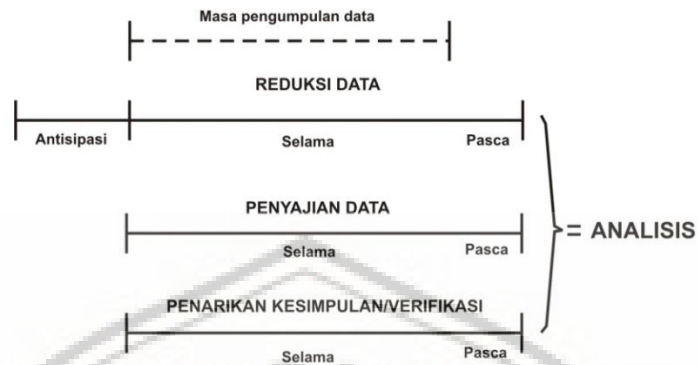 Masa pengumpulan data
REDUKSI DATA
Antisipasi Selama Pasca
PENYAJIAN DATA
Selama Pasca
= ANALISIS
PENARIKAN KESIMPULAN/VERIFIKASI
Selama Pasca